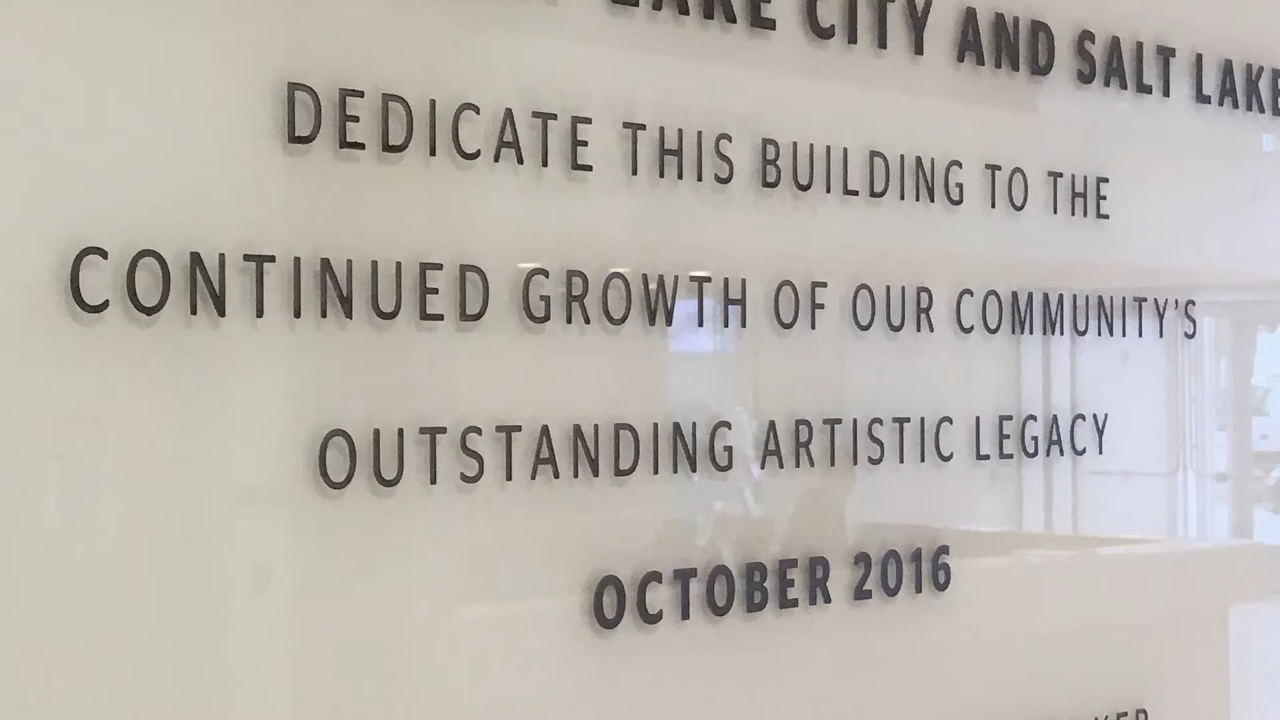 LAKE CITY AND SALT LAKE
DEDICATE THIS BUILDING TO THE
CONTINUED GROWTH OF OUR COMMUNITY'S
OUTSTANDING ARTISTIC LEGACY
OCTOBER 2016